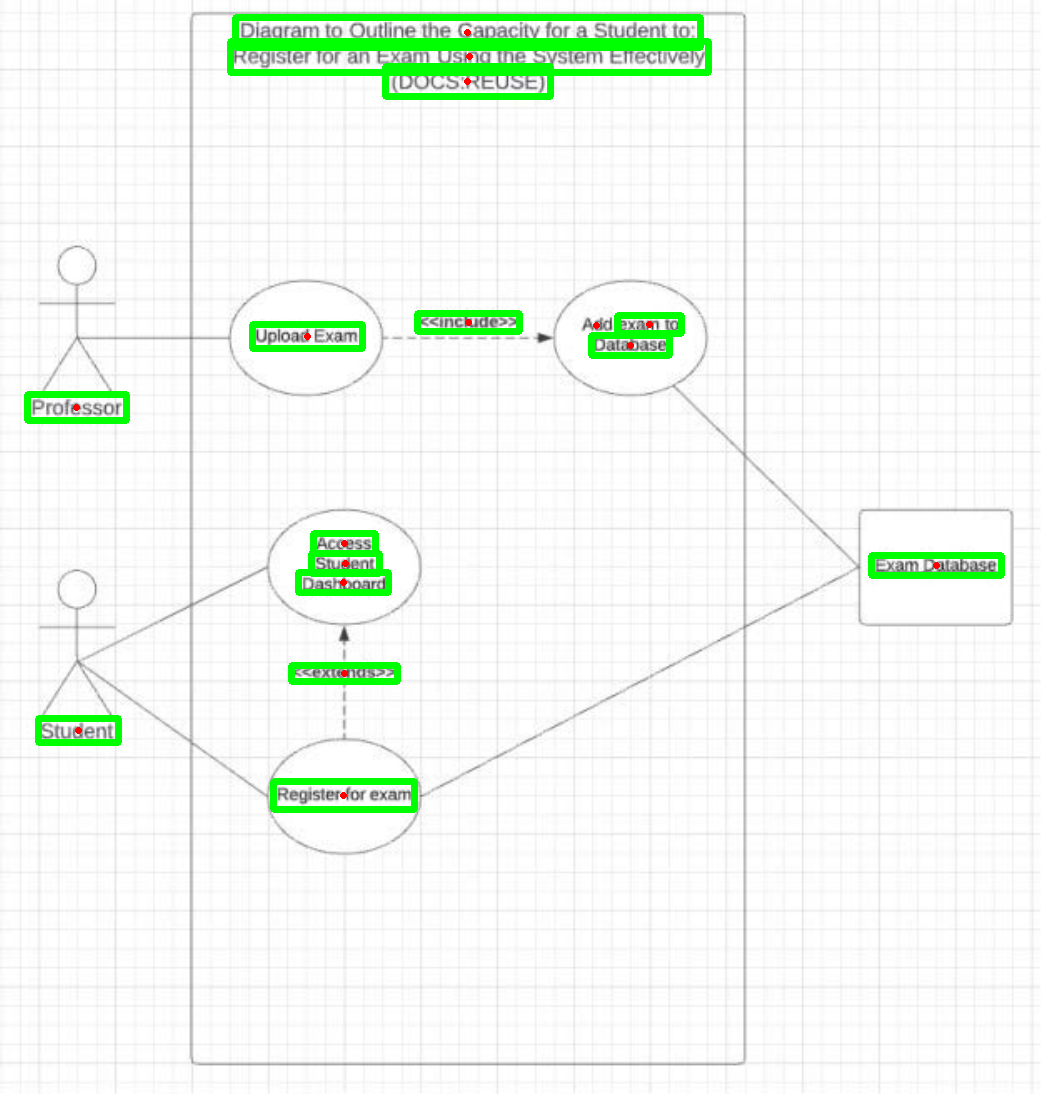 Diagram to Outline the Capacity for a Student to:
Register for an Exam Using the System Effectively
(DOCS:REUSE)
Upload Exam
<<include>>
Add exam to
Database
Professor
Access
Student
Dashboard
Exam Database
<<extends>>
Student
Register for exam